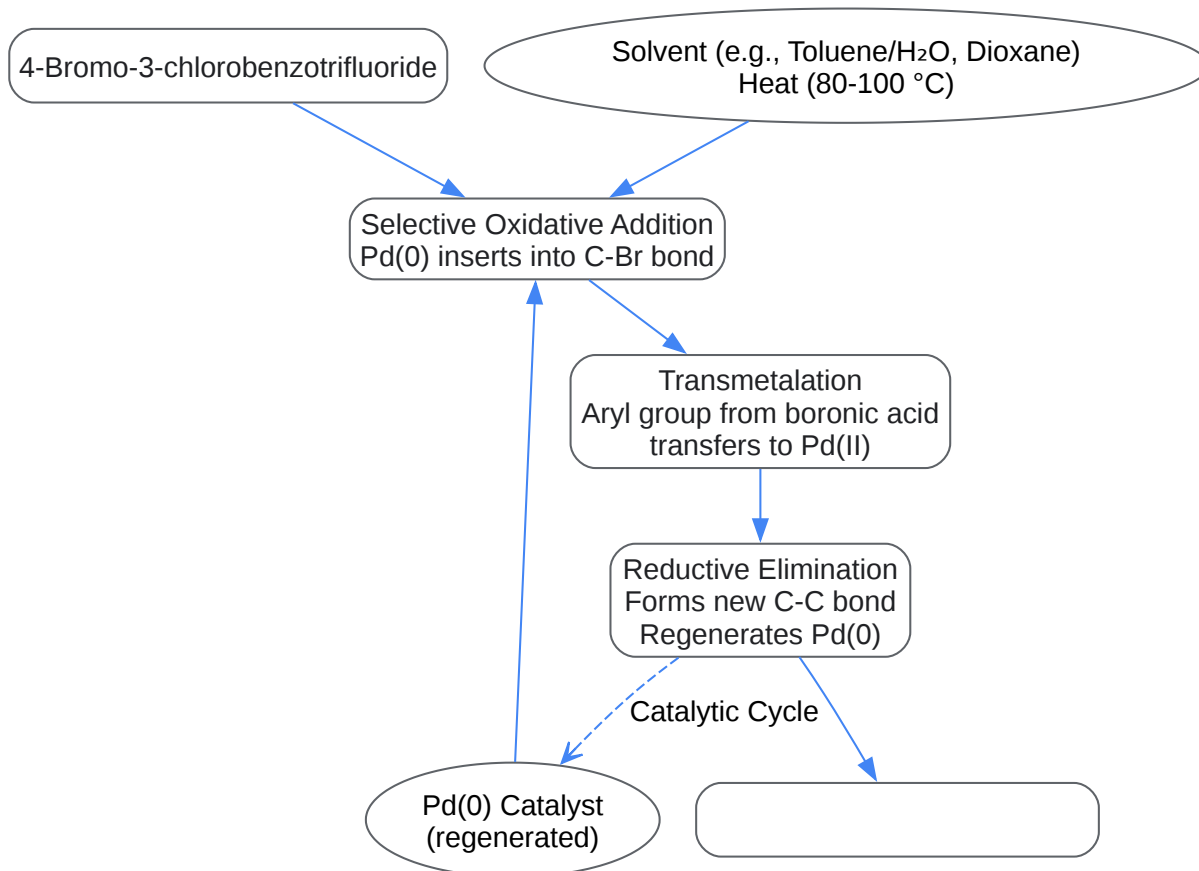 4-Bromo-3-chlorobenzotrifluoride
Solvent (e.g., Toluene/H₂O, Dioxane)
Heat (80-100 °C)
Selective Oxidative Addition
Pd(0) inserts into C-Br bond
Transmetalation
Aryl group from boronic acid
transfers to Pd(II)
Reductive Elimination
Forms new C-C bond
Regenerates Pd(0)
Catalytic Cycle
Pd(0) Catalyst
(regenerated)